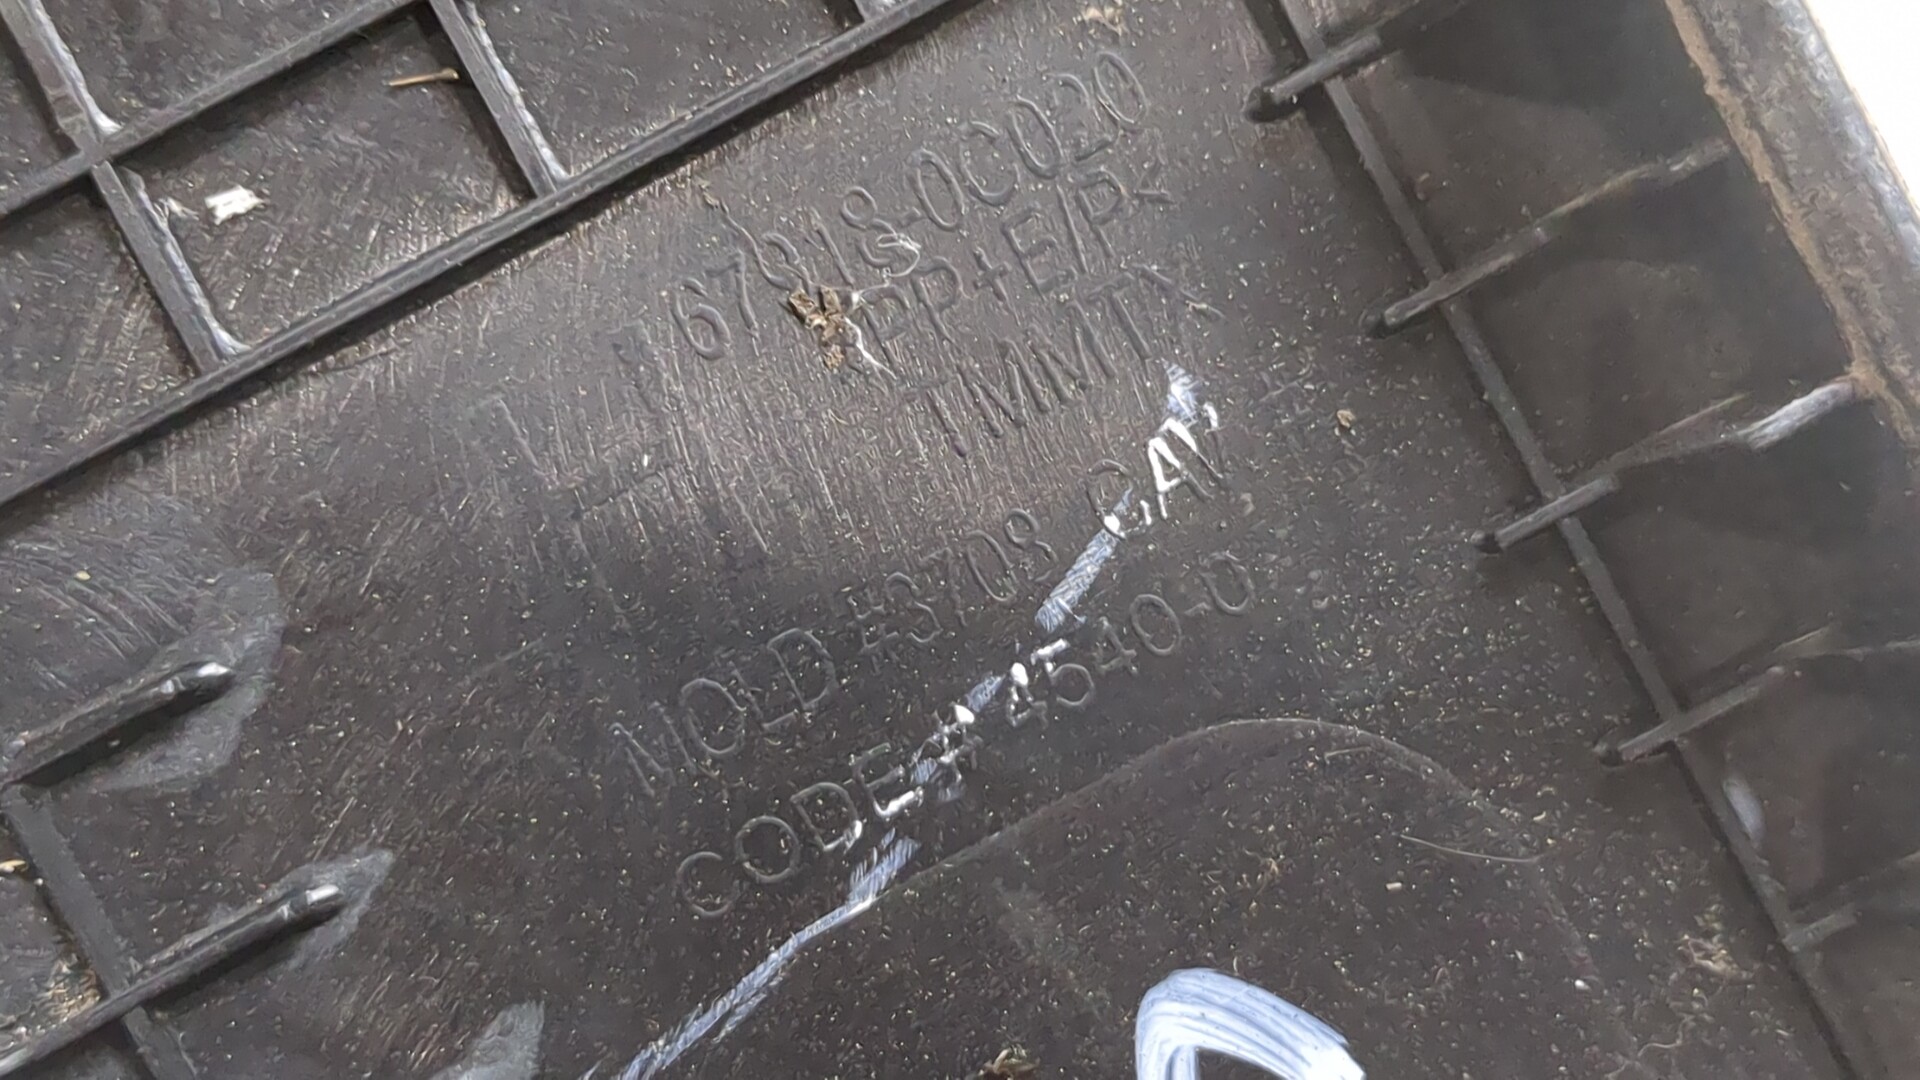 67918-0C020
>PP+E/P<
TMMTX
MOLD #3708 CAV
CODE # 4540-0